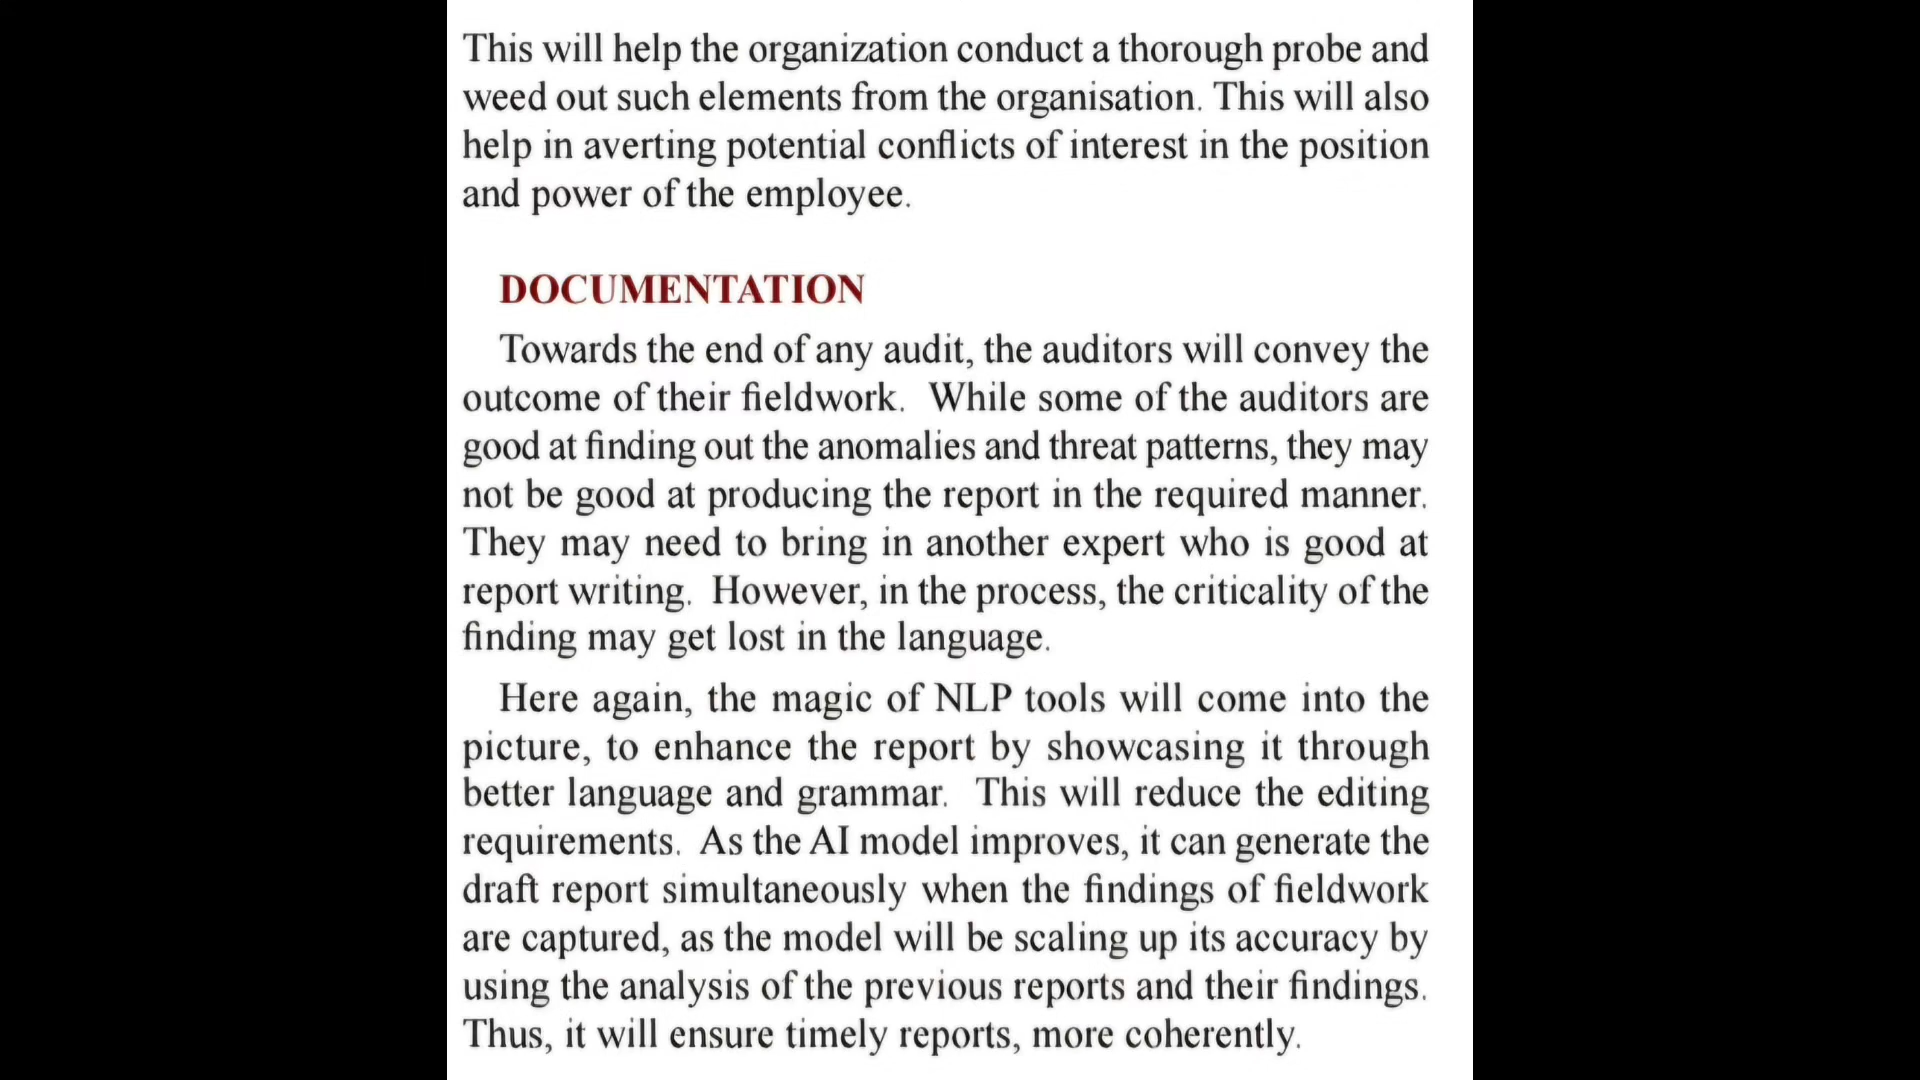 This will help the organization conduct a thorough probe and
weed out such elements from the organisation. This will also
help in averting potential conflicts of interest in the position
and power of the employee.
DOCUMENTATION
Towards the end of any audit, the auditors will convey the
outcome of their fieldwork. While some of the auditors are
good at finding out the anomalies and threat patterns, they may
not be good at producing the report in the required manner.
They may need to bring in another expert who is good at
report writing. However, in the process, the criticality of the
finding may get lost in the language.
Here again, the magic of NLP tools will come into the
picture, to enhance the report by showcasing it through
better language and grammar. This will reduce the editing
requirements. As the AI model improves, it can generate the
draft report simultaneously when the findings of fieldwork
are captured, as the model will be scaling up its accuracy by
using the analysis of the previous reports and their findings.
Thus, it will ensure timely reports, more coherently.